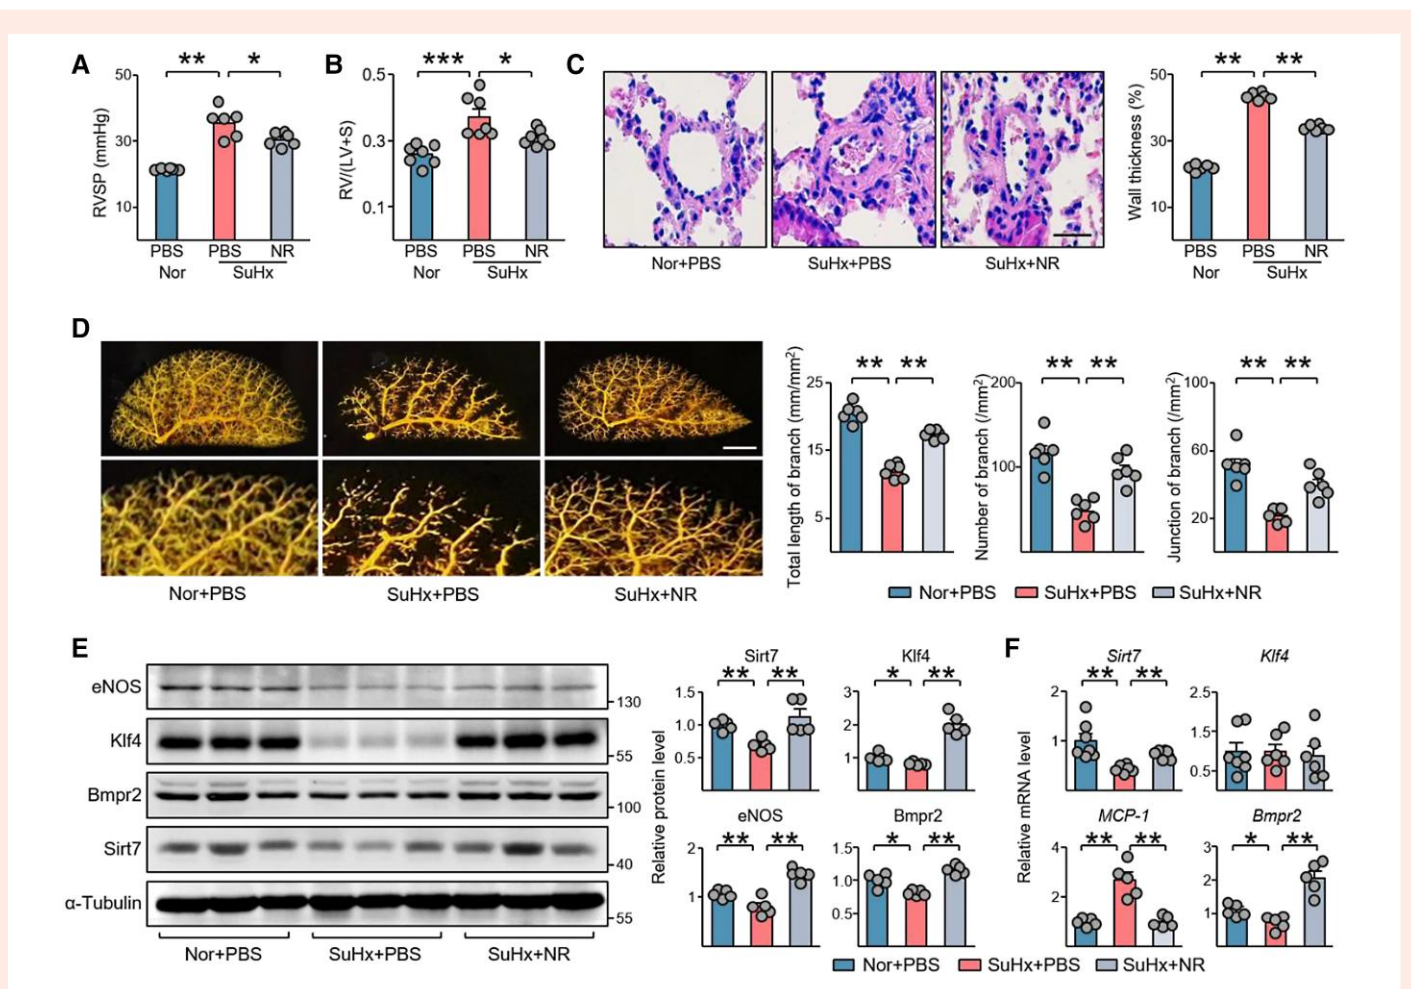 A
** *
RVSP (mmHg)
50
30
10
PBS PBS NR
Nor SuHx
B
*** *
RV/(LV+S)
0.5
0.3
0.1
PBS PBS NR
Nor SuHx
C
Nor+PBS SuHx+PBS SuHx+NR
** **
Wall thickness (%)
50
30
10
PBS PBS NR
Nor SuHx
D
Nor+PBS SuHx+PBS SuHx+NR
** **
Total length of branch (mm/mm²)
25
15
5
** **
Number of branch (/mm²)
200
100
** **
Junction of branch (/mm²)
100
60
20
Nor+PBS SuHx+PBS SuHx+NR
E
eNOS
130
Klf4
55
Bmpr2
100
Sirt7
40
α-Tubulin
55
Nor+PBS SuHx+PBS SuHx+NR
Relative protein level
Sirt7
** **
1.5
1.0
0.5
Klf4
* **
3
2
1
eNOS
** **
2
1
Bmpr2
* **
1.5
1.0
0.5
F
Relative mRNA level
Sirt7
** **
2
1
Klf4
2.5
1.5
0.5
MCP-1
** **
4
2
Bmpr2
* **
3
2
1
Nor+PBS SuHx+PBS SuHx+NR